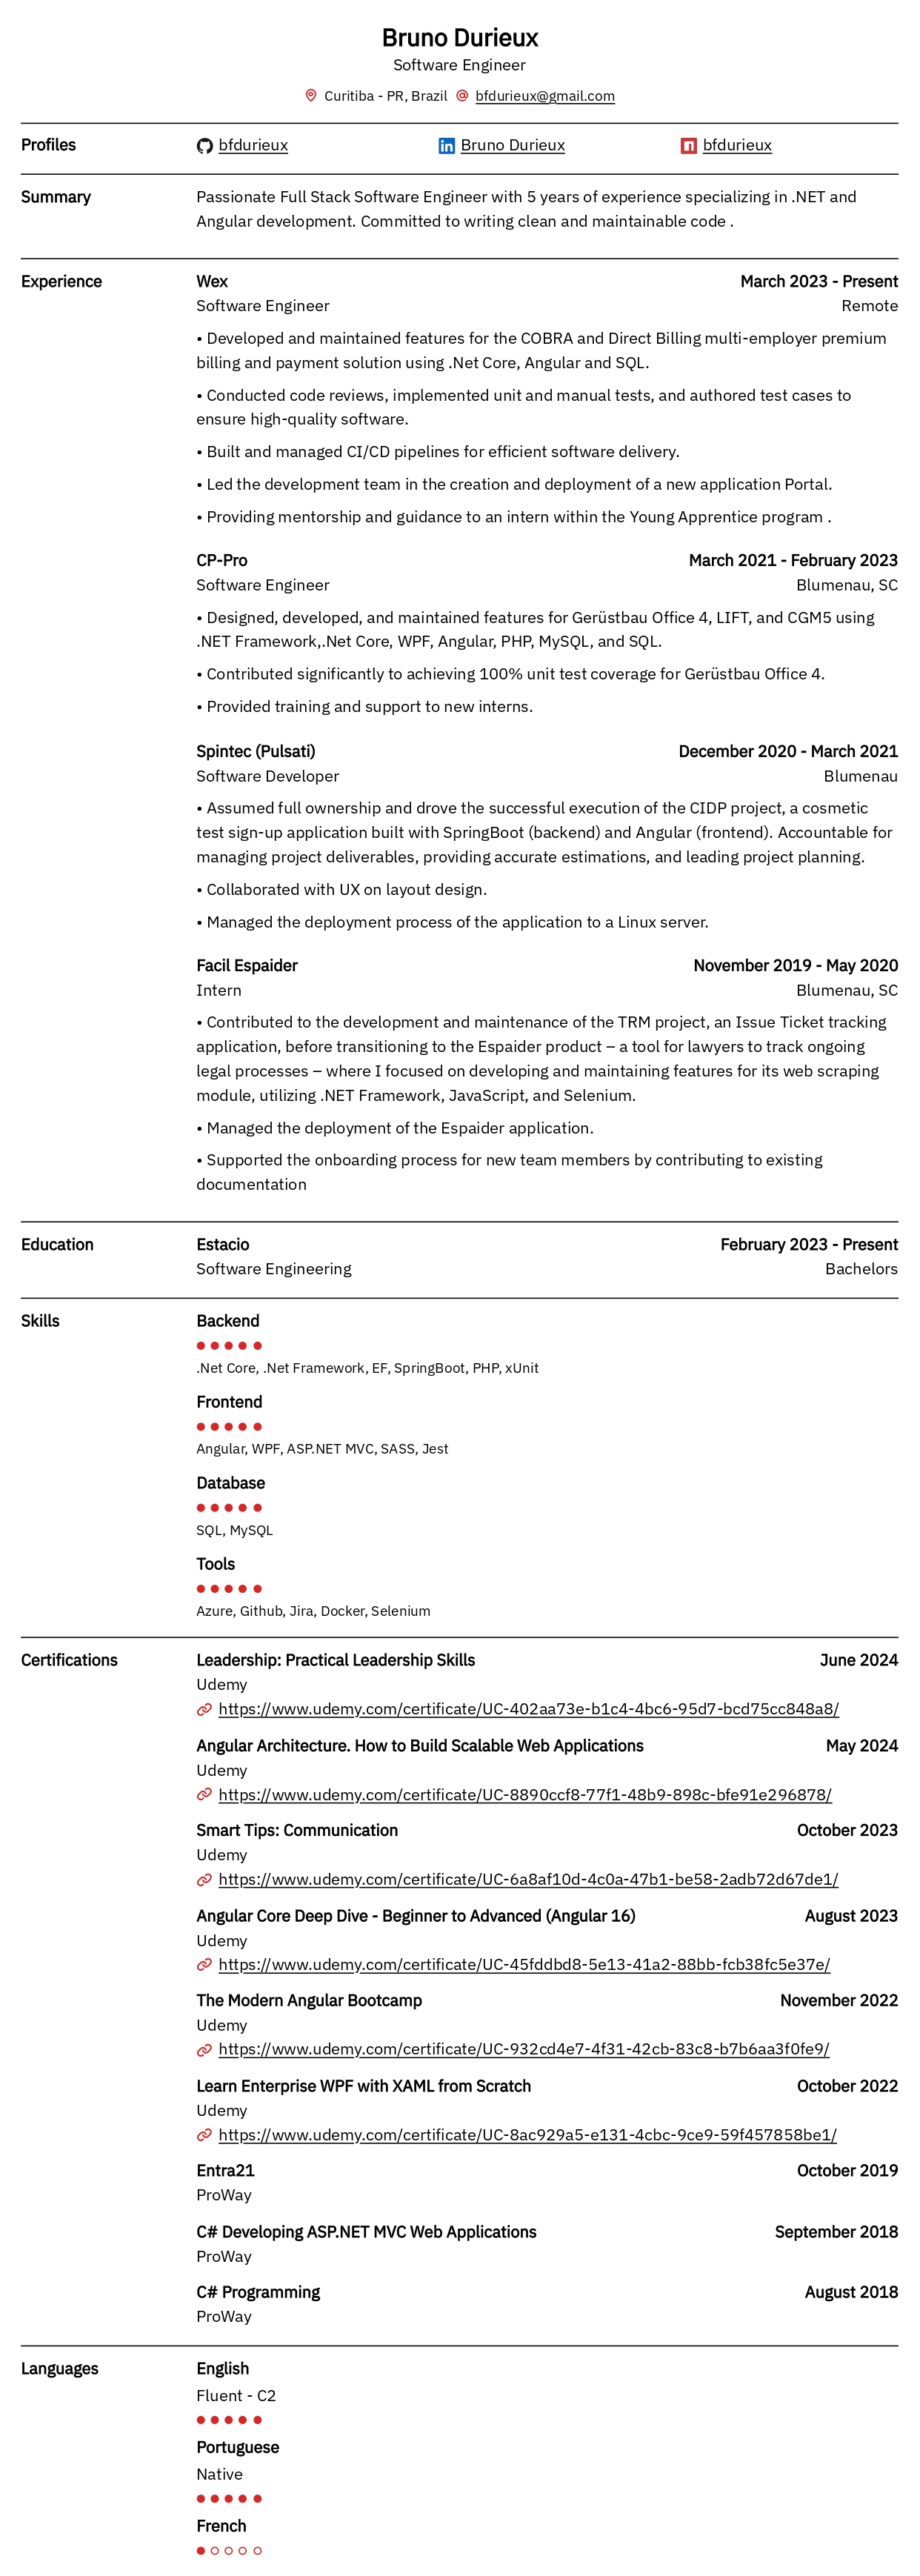 Bruno Durieux
Software Engineer
Curitiba - PR, Brazil bfdurieux@gmail.com
Profiles
bfdurieux Bruno Durieux bfdurieux
Summary
Passionate Full Stack Software Engineer with 5 years of experience specializing in .NET and
Angular development. Committed to writing clean and maintainable code .
Experience
Wex March 2023 - Present
Software Engineer Remote
• Developed and maintained features for the COBRA and Direct Billing multi-employer premium
billing and payment solution using .Net Core, Angular and SQL.
• Conducted code reviews, implemented unit and manual tests, and authored test cases to
ensure high-quality software.
• Built and managed CI/CD pipelines for efficient software delivery.
• Led the development team in the creation and deployment of a new application Portal.
• Providing mentorship and guidance to an intern within the Young Apprentice program .
CP-Pro March 2021 - February 2023
Software Engineer Blumenau, SC
• Designed, developed, and maintained features for Gerüstbau Office 4, LIFT, and CGM5 using
.NET Framework,.Net Core, WPF, Angular, PHP, MySQL, and SQL.
• Contributed significantly to achieving 100% unit test coverage for Gerüstbau Office 4.
• Provided training and support to new interns.
Spintec (Pulsati) December 2020 - March 2021
Software Developer Blumenau
• Assumed full ownership and drove the successful execution of the CIDP project, a cosmetic
test sign-up application built with SpringBoot (backend) and Angular (frontend). Accountable for
managing project deliverables, providing accurate estimations, and leading project planning.
• Collaborated with UX on layout design.
• Managed the deployment process of the application to a Linux server.
Facil Espaider November 2019 - May 2020
Intern Blumenau, SC
• Contributed to the development and maintenance of the TRM project, an Issue Ticket tracking
application, before transitioning to the Espaider product – a tool for lawyers to track ongoing
legal processes – where I focused on developing and maintaining features for its web scraping
module, utilizing .NET Framework, JavaScript, and Selenium.
• Managed the deployment of the Espaider application.
• Supported the onboarding process for new team members by contributing to existing
documentation
Education
Estacio February 2023 - Present
Software Engineering Bachelors
Skills
Backend
.Net Core, .Net Framework, EF, SpringBoot, PHP, xUnit
Frontend
Angular, WPF, ASP.NET MVC, SASS, Jest
Database
SQL, MySQL
Tools
Azure, Github, Jira, Docker, Selenium
Certifications
Leadership: Practical Leadership Skills June 2024
Udemy
https://www.udemy.com/certificate/UC-402aa73e-b1c4-4bc6-95d7-bcd75cc848a8/
Angular Architecture. How to Build Scalable Web Applications May 2024
Udemy
https://www.udemy.com/certificate/UC-8890ccf8-77f1-48b9-898c-bfe91e296878/
Smart Tips: Communication October 2023
Udemy
https://www.udemy.com/certificate/UC-6a8af10d-4c0a-47b1-be58-2adb72d67de1/
Angular Core Deep Dive - Beginner to Advanced (Angular 16) August 2023
Udemy
https://www.udemy.com/certificate/UC-45fddbd8-5e13-41a2-88bb-fcb38fc5e37e/
The Modern Angular Bootcamp November 2022
Udemy
https://www.udemy.com/certificate/UC-932cd4e7-4f31-42cb-83c8-b7b6aa3f0fe9/
Learn Enterprise WPF with XAML from Scratch October 2022
Udemy
https://www.udemy.com/certificate/UC-8ac929a5-e131-4cbc-9ce9-59f457858be1/
Entra21 October 2019
ProWay
C# Developing ASP.NET MVC Web Applications September 2018
ProWay
C# Programming August 2018
ProWay
Languages
English
Fluent - C2
Portuguese
Native
French